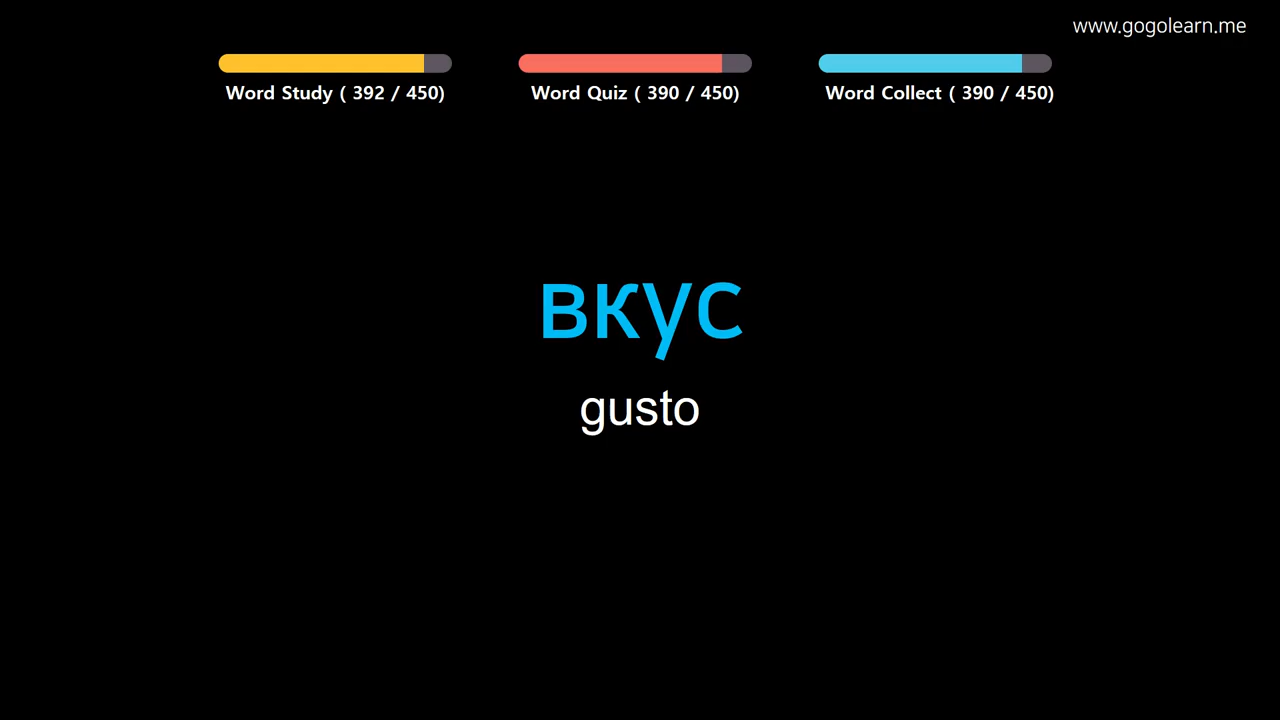 www.gogolearn.me
Word Study ( 392 / 450) Word Quiz ( 390 / 450) Word Collect ( 390 / 450)
вкус
gusto